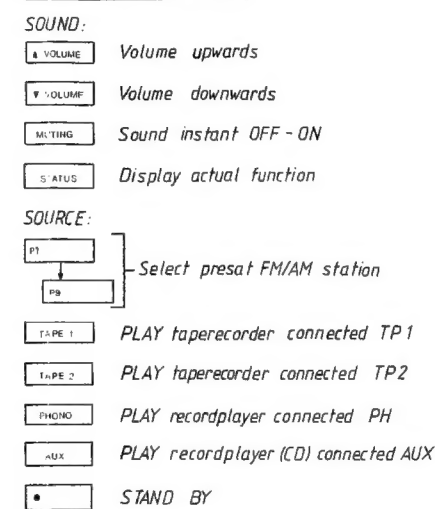 SOUND:
▲ VOLUME Volume upwards
▼ VOLUME Volume downwards
MUTING Sound instant OFF - ON
STATUS Display actual function
SOURCE:
P1
Select presat FM/AM station
P9
TAPE 1 PLAY taperecorder connected TP1
TAPE 2 PLAY taperecorder connected TP2
PHONO PLAY recordplayer connected PH
AUX PLAY recordplayer (CD) connected AUX
• STAND BY